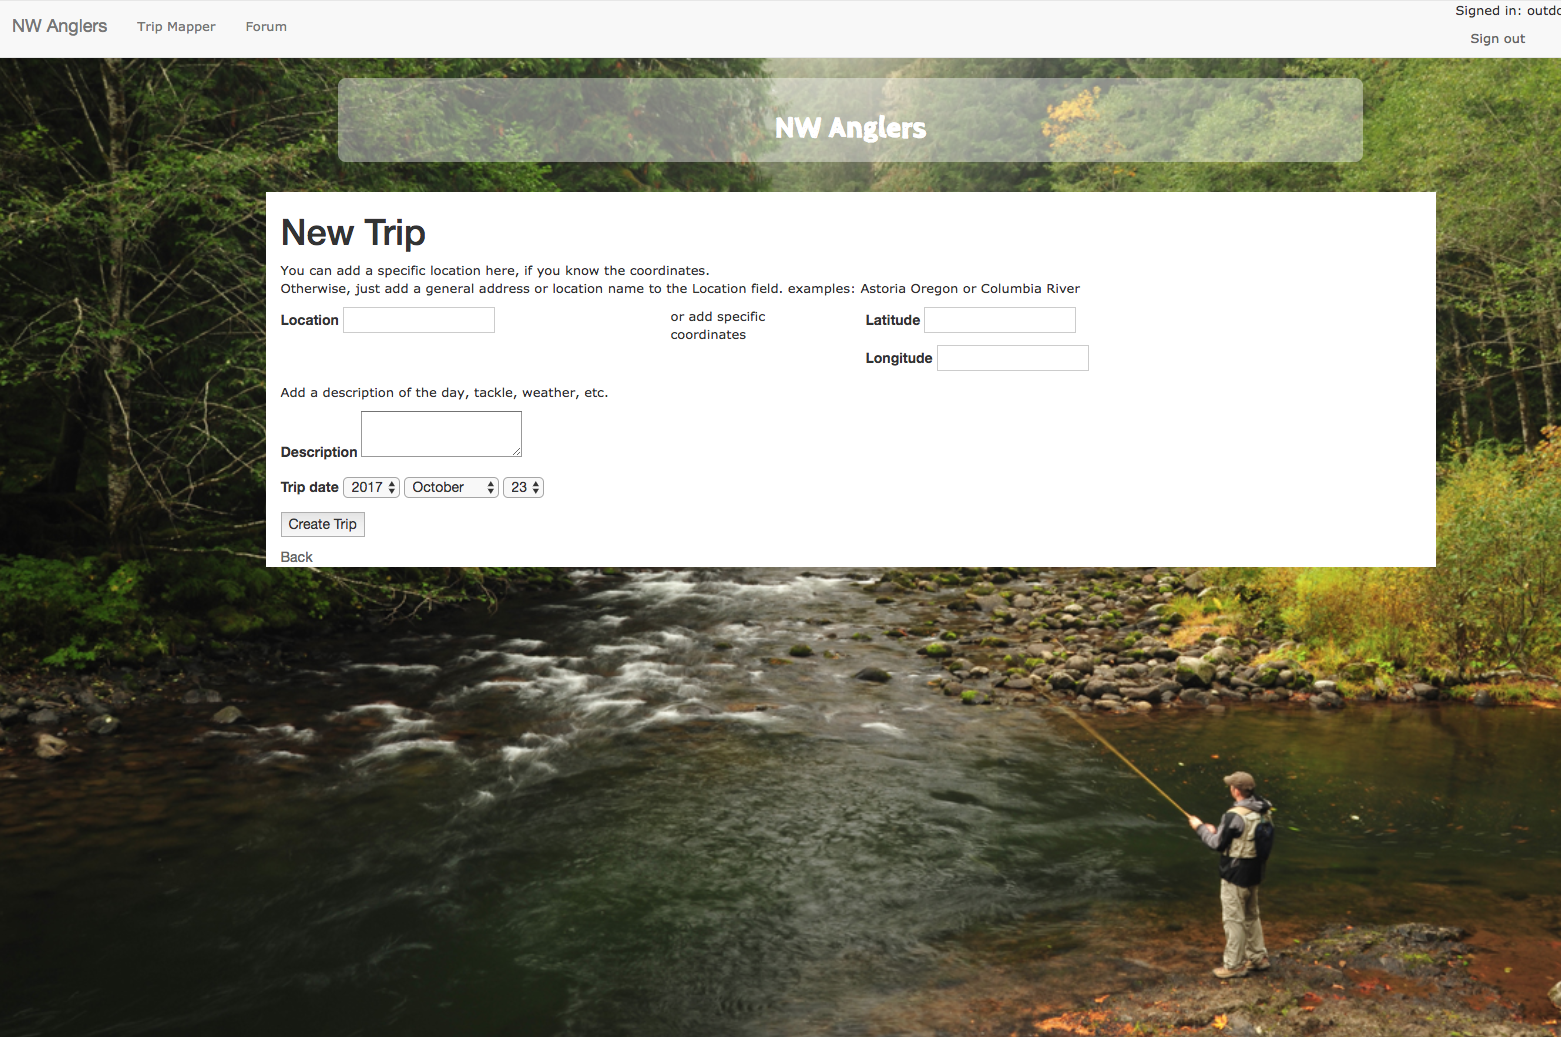 NW Anglers Trip Mapper Forum Signed in:
Sign out
NW Anglers
New Trip
You can add a specific location here, if you know the coordinates.
Otherwise, just add a general address or location name to the Location field. examples: Astoria Oregon or Columbia River
Location or add specific Latitude
coordinates
Longitude
Add a description of the day, tackle, weather, etc.
Description
Trip date 2017 October 23
Create Trip
Back